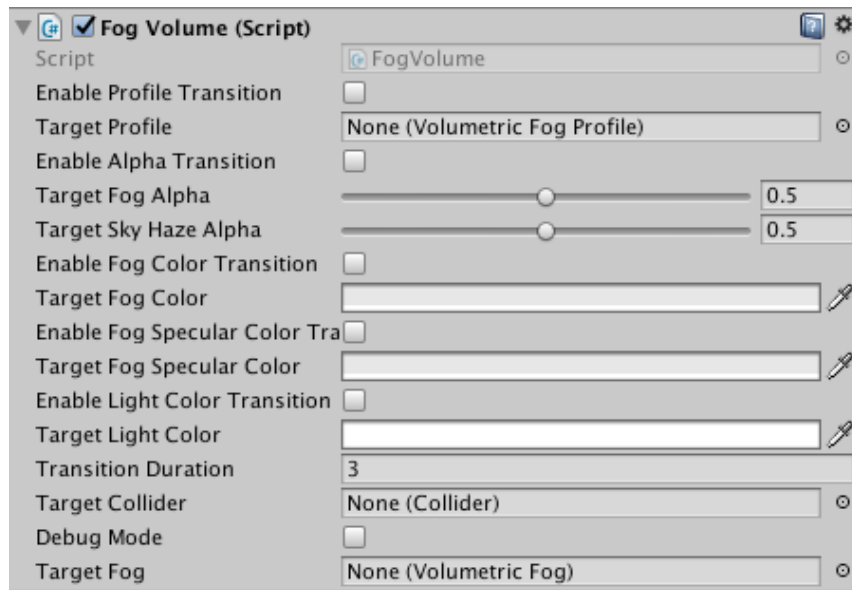 Fog Volume (Script)
Script FogVolume
Enable Profile Transition
Target Profile None (Volumetric Fog Profile)
Enable Alpha Transition
Target Fog Alpha 0.5
Target Sky Haze Alpha 0.5
Enable Fog Color Transition
Target Fog Color
Enable Fog Specular Color Tra
Target Fog Specular Color
Enable Light Color Transition
Target Light Color
Transition Duration 3
Target Collider None (Collider)
Debug Mode
Target Fog None (Volumetric Fog)